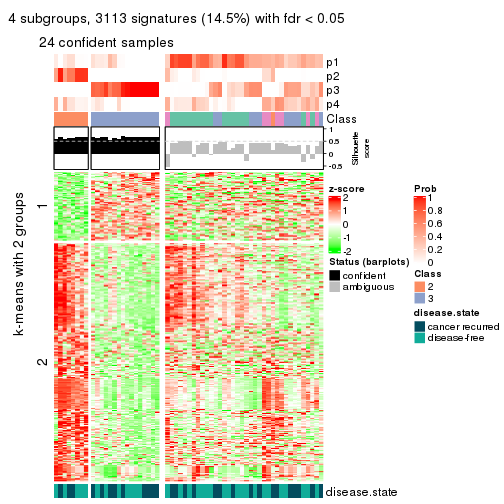 4 subgroups, 3113 signatures (14.5%) with fdr < 0.05
24 confident samples
p1
p2
p3
p4
Class
1
0.5
0
-0.5
Silhouette
score
k-means with 2 groups
1
2
z-score
2
1
0
-1
-2
Status (barplots)
confident
ambiguous
Prob
1
0.8
0.6
0.4
0.2
0
Class
2
3
disease.state
cancer recurred
disease-free
disease.state